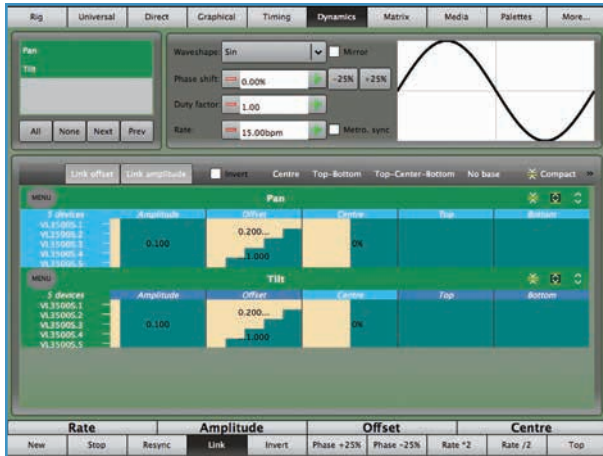 Rig Universal Direct Graphical Timing Dynamics Matrix Media Palettes More...
Pan
Tilt
All None Next Prev
Waveshape: Sin Mirror
Phase shift: 0.00% -25% +25%
Duty factor: 1.00
Rate: 15.00bpm Metro. sync
Link offset Link amplitude Invert Centre Top-Bottom Top-Center-Bottom No base Compact »
MENU Pan
5 devices Amplitude Offset Centre Top Bottom
VL3500S.1
VL3500S.2
VL3500S.3
VL3500S.4
VL3500S.5
0.100 0.200... 1.000 0%
MENU Tilt
5 devices Amplitude Offset Centre Top Bottom
VL3500S.1
VL3500S.2
VL3500S.3
VL3500S.4
VL3500S.5
0.100 0.200... 1.000 0%
Rate Amplitude Offset Centre
New Stop Resync Link Invert Phase +25% Phase -25% Rate *2 Rate /2 Top